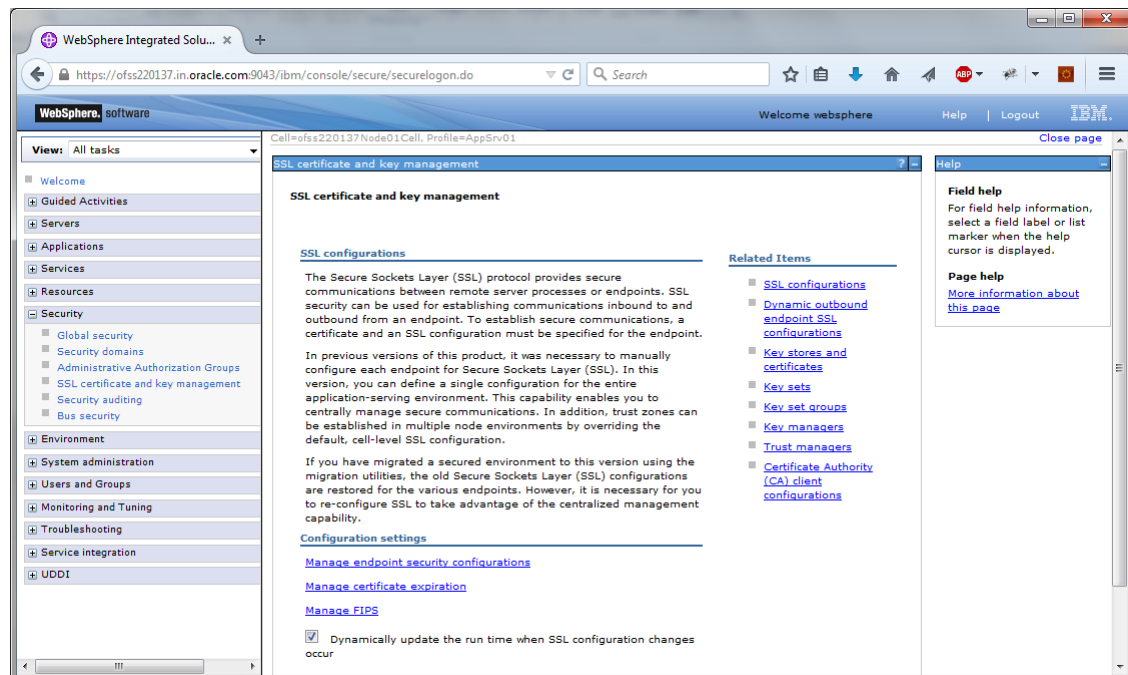 WebSphere Integrated Solu...
https://ofss220137.in.oracle.com:9043/ibm/console/secure/securelogon.do
Search
ABP
WebSphere. software
Welcome websphere
Help | Logout
IBM.
View: All tasks
Welcome
Guided Activities
Servers
Applications
Services
Resources
Security
Global security
Security domains
Administrative Authorization Groups
SSL certificate and key management
Security auditing
Bus security
Environment
System administration
Users and Groups
Monitoring and Tuning
Troubleshooting
Service integration
UDDI
Cell=ofss220137Node01Cell, Profile=AppSrv01
Close page
SSL certificate and key management
?
SSL certificate and key management
SSL configurations
The Secure Sockets Layer (SSL) protocol provides secure
communications between remote server processes or endpoints. SSL
security can be used for establishing communications inbound to and
outbound from an endpoint. To establish secure communications, a
certificate and an SSL configuration must be specified for the endpoint.
In previous versions of this product, it was necessary to manually
configure each endpoint for Secure Sockets Layer (SSL). In this
version, you can define a single configuration for the entire
application-serving environment. This capability enables you to
centrally manage secure communications. In addition, trust zones can
be established in multiple node environments by overriding the
default, cell-level SSL configuration.
If you have migrated a secured environment to this version using the
migration utilities, the old Secure Sockets Layer (SSL) configurations
are restored for the various endpoints. However, it is necessary for you
to re-configure SSL to take advantage of the centralized management
capability.
Configuration settings
Manage endpoint security configurations
Manage certificate expiration
Manage FIPS
Dynamically update the run time when SSL configuration changes
occur
Related Items
SSL configurations
Dynamic outbound
endpoint SSL
configurations
Key stores and
certificates
Key sets
Key set groups
Key managers
Trust managers
Certificate Authority
(CA) client
configurations
Help
Field help
For field help information,
select a field label or list
marker when the help
cursor is displayed.
Page help
More information about
this page